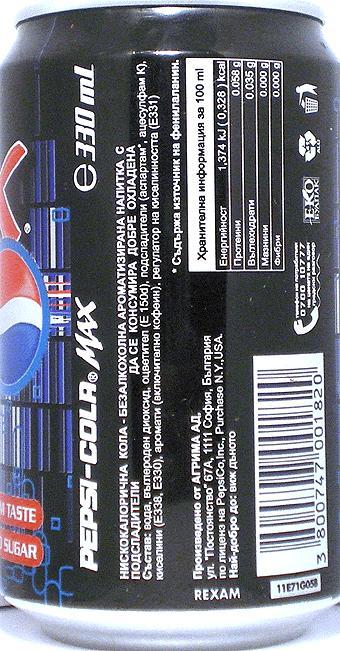 PEPSI-COLA® MAX
℮ 330 mL
НИСКОКАЛОРИЧНА КОЛА - БЕЗАЛКОХОЛНА АРОМАТИЗИРАНА НАПИТКА С
ПОДСЛАДИТЕЛИ ДА СЕ КОНСУМИРА ДОБРЕ ОХЛАДЕНА
Състав: вода, въглероден диоксид, оцветител (Е 150d), подсладители (аспартам*, ацесулфам К),
киселини (Е338, Е330), аромати (включително кофеин), регулатор на киселинността (Е331)
* Съдържа източник на фенилаланин.
Хранителна информация за 100 ml
Енергийност 1,374 kJ ( 0,328 ) kcal
Протеини 0,058 g
Въглехидрати 0,035 g
Мазнини 0,000 g
Фибри 0,000 g
Произведено от АГРИМА АД,
ул. "Постоянство" 67А, 1111 София, България
по лиценз на PepsiCo,Inc., Purchase N.Y.,USA.
Най-добро до: виж дъното
REXAM
11E71G058
3 800747 001820
0700 10777
ЕКО
БУЛПАК
M TASTE
O SUGAR